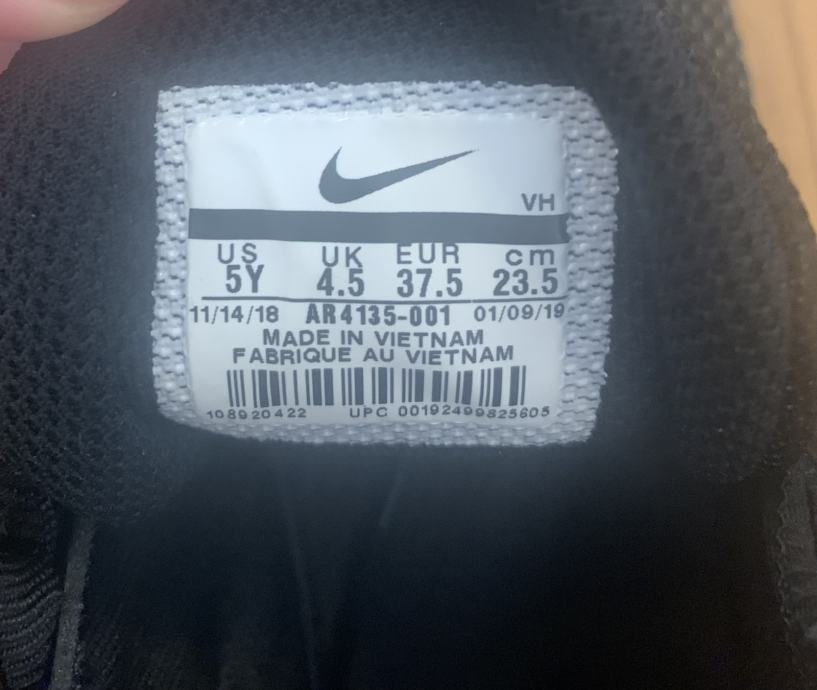 VH
US UK EUR cm
5Y 4.5 37.5 23.5
11/14/18 AR4135-001 01/09/19
MADE IN VIETNAM
FABRIQUE AU VIETNAM
108920422 UPC 00192499825605